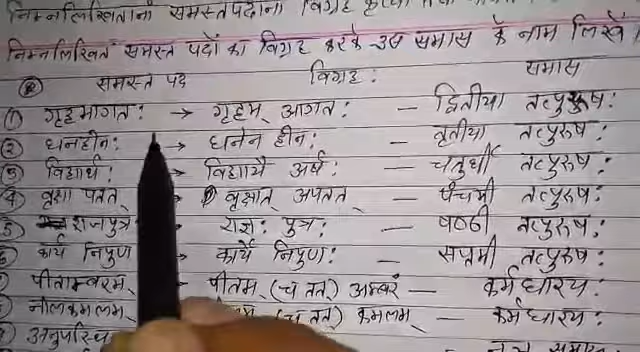 निम्नलिखितानां समस्तपदानां विग्रहं कृत्वा
निम्नलिखित समस्त पदों का विग्रह करके उस समास के नाम लिखें।
समस्त पद विग्रह: समास
① गृहमागत: → गृहम् आगत: — द्वितीया तत्पुरुष:
② धनहीन: → धनेन हीन: — तृतीया तत्पुरुष:
③ विद्यार्थ: → विद्यायै अर्थ: — चतुर्थी तत्पुरुष:
④ वृक्षा पतत् वृक्षात् अपतत् — पंचमी तत्पुरुष:
5 राजपुत्र राज्ञ: पुत्र: — षष्ठी तत्पुरुष:
कार्य निपुण कार्ये निपुण: — सप्तमी तत्पुरुष:
पीताम्बरम् पीतम् (च तत्) अम्बरं — कर्मधारय:
नीलकमलम् (च तत्) कमलम् — कर्मधारय: